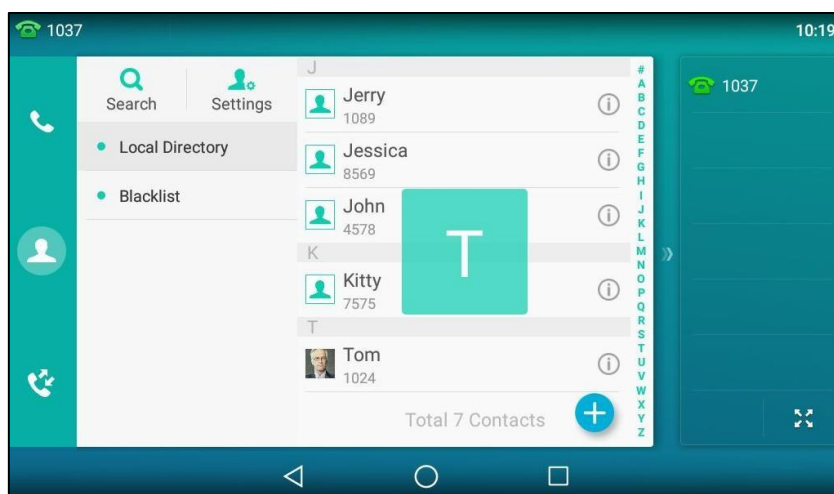 1037
10:19
Search
Settings
Local Directory
Blacklist
J
Jerry
1089
Jessica
8569
John
4578
K
Kitty
7575
T
Tom
1024
Total 7 Contacts
T
#
A
B
C
D
E
F
G
H
I
J
K
L
M
N
O
P
Q
R
S
T
U
V
W
X
Y
Z
1037